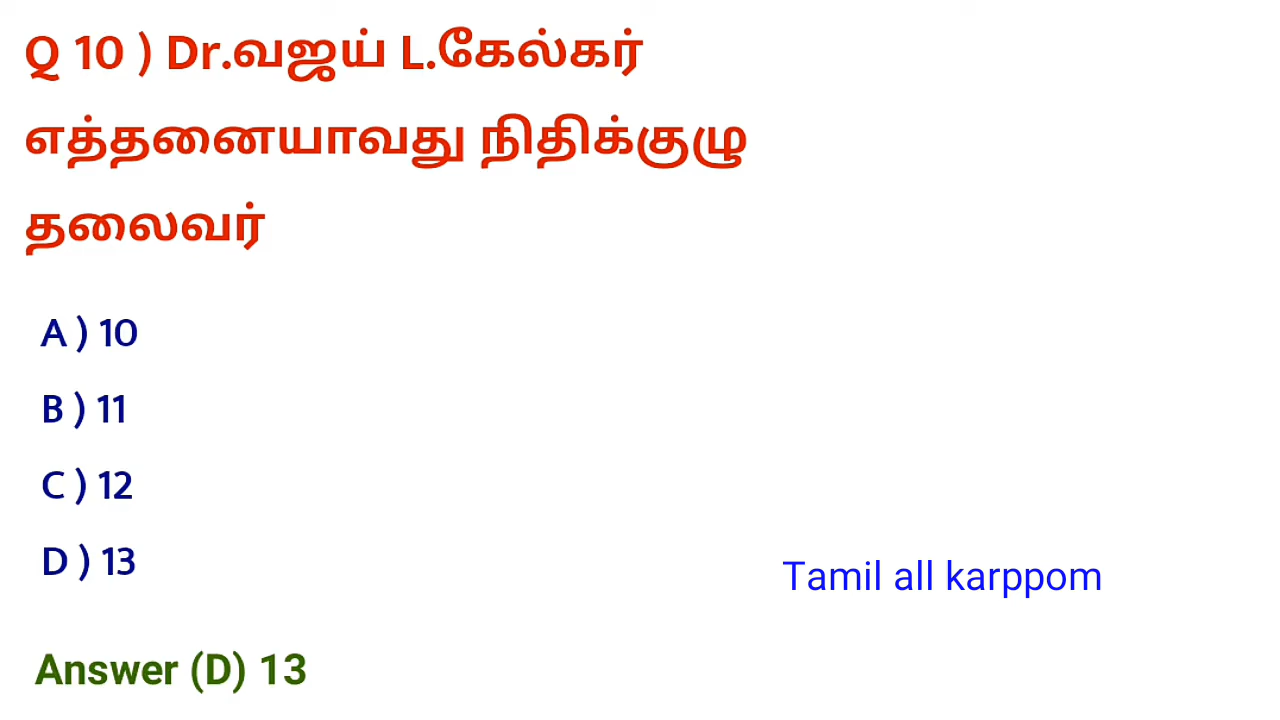 Q 10 ) Dr.வஜய் L.கேல்கர்
எத்தனையாவது நிதிக்குழு
தலைவர்
A ) 10
B ) 11
C ) 12
D ) 13
Tamil all karppom
Answer (D) 13